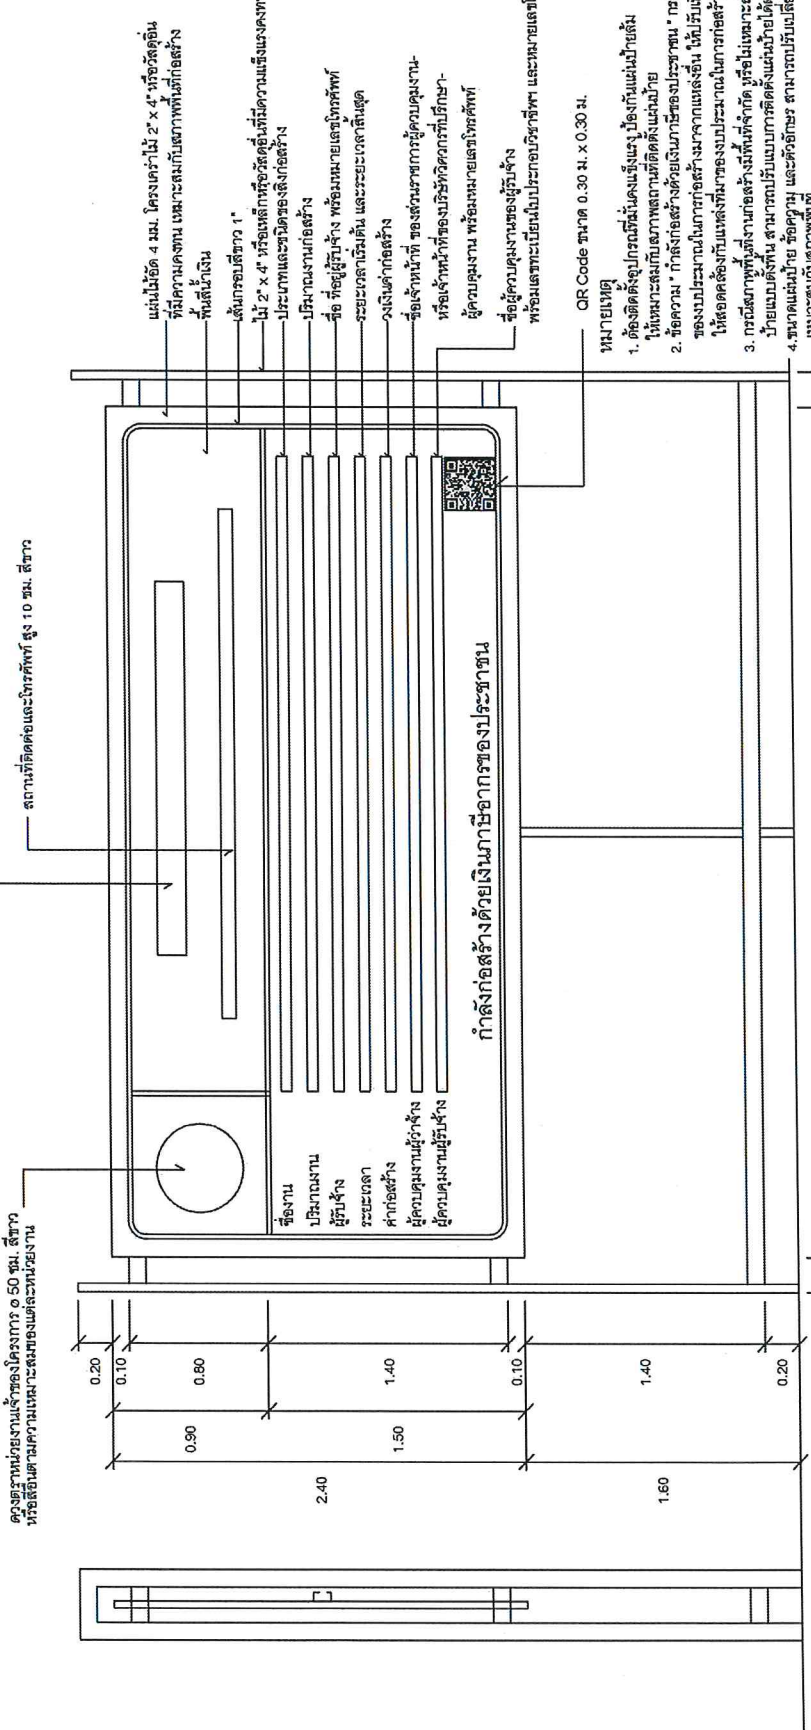 ดวงตราหน่วยงานเจ้าของโครงการ ⌀ 50 ซม. สีขาว
หรือสีอื่นตามความเหมาะสมของแต่ละหน่วยงาน
สถานที่ติดต่อและโทรศัพท์ สูง 10 ซม. สีขาว
แผ่นไม้อัด 4 มม. โครงเคร่าไม้ 2" x 4" หรือวัสดุอื่น
ที่มีความคงทน เหมาะสมกับสภาพพื้นที่ก่อสร้าง
พื้นสีน้ำเงิน
เส้นกรอบสีขาว 1"
ไม้ 2" x 4" หรือเหล็กหรือวัสดุอื่นที่มีความแข็งแรงคงทน
ประเภทและชนิดของสิ่งก่อสร้าง
ปริมาณงานก่อสร้าง
ชื่อ ที่อยู่ผู้รับจ้าง พร้อมหมายเลขโทรศัพท์
ระยะเวลาเริ่มต้น และระยะเวลาสิ้นสุด
วงเงินค่าก่อสร้าง
ชื่อเจ้าหน้าที่ ของส่วนราชการผู้ควบคุมงาน-
หรือเจ้าหน้าที่ของบริษัทวิศวกรที่ปรึกษา-
ผู้ควบคุมงาน พร้อมหมายเลขโทรศัพท์
ชื่อผู้ควบคุมงานของผู้รับจ้าง
พร้อมเลขทะเบียนใบประกอบวิชาชีพฯ และหมายเลข
QR Code ขนาด 0.30 ม. x 0.30 ม.
ชื่องาน
ปริมาณงาน
ผู้รับจ้าง
ระยะเวลา
ค่าก่อสร้าง
ผู้ควบคุมงานผู้ว่าจ้าง
ผู้ควบคุมงานผู้รับจ้าง
กำลังก่อสร้างด้วยเงินภาษีอากรของประชาชน
0.20
0.10
0.80
1.40
0.10
1.40
0.20
0.90
1.50
2.40
1.60
หมายเหตุ
1. ต้องติดตั้งอุปกรณ์ที่มั่นคงแข็งแรงป้องกันแผ่นป้ายล้ม
ให้เหมาะสมกับสภาพสถานที่ติดตั้งแผ่นป้าย
2. ข้อความ " กำลังก่อสร้างด้วยเงินภาษีของประชาชน "
ของงบประมาณในการก่อสร้างมาจากแหล่งอื่น ให้ปรับ
ให้สอดคล้องกับแหล่งที่มาของงบประมาณในการก่อสร้าง
3. กรณีสภาพพื้นที่งานก่อสร้างมีพื้นที่จำกัด หรือไม่เหมาะ
ป้ายแบบตั้งพื้น สามารถปรับแบบการติดตั้งแผ่นป้ายได้
4.ขนาดแผ่นป้าย ข้อความ และตัวอักษร สามารถปรับ